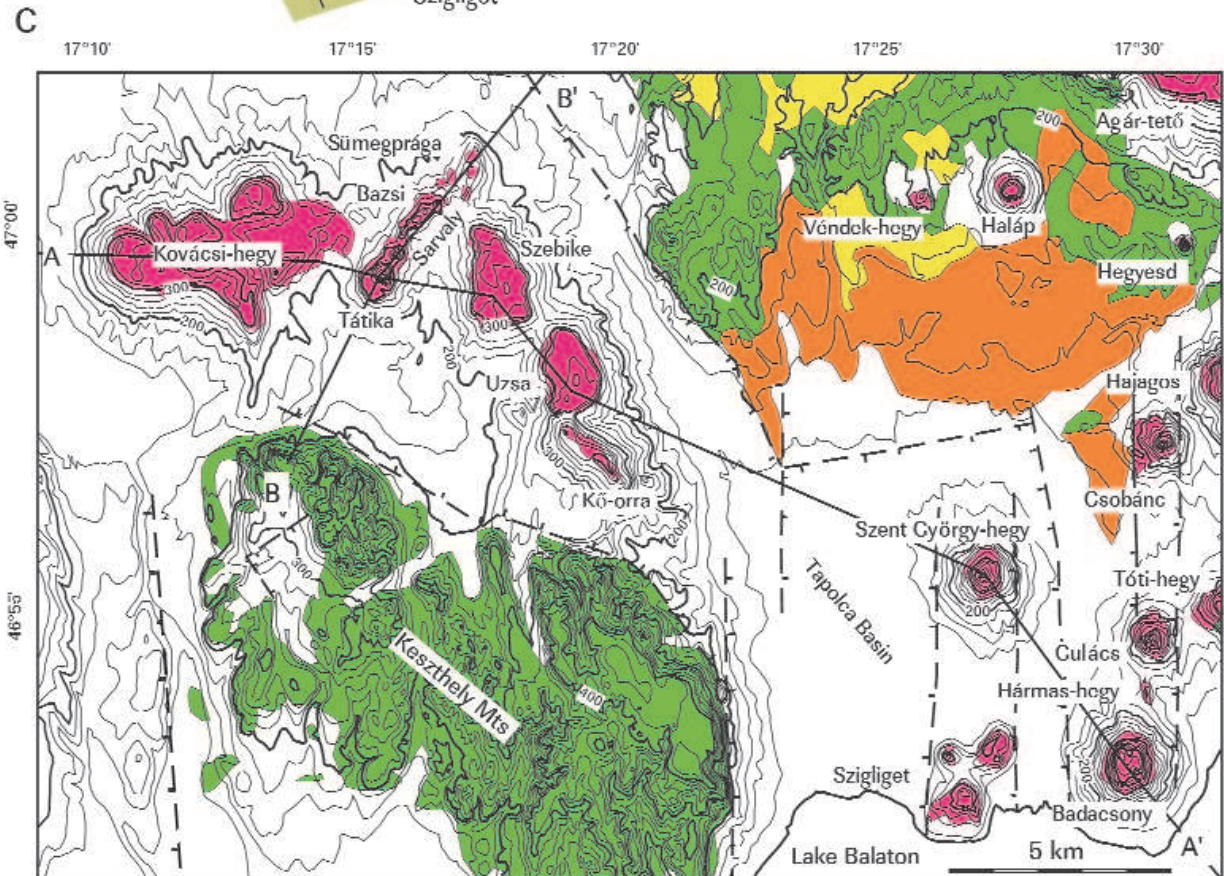 C
17°10'
17°15'
17°20'
17°25'
17°30'
B'
Sümegprága
Agár-tető
200
Bazsi
47°00'
Sarvaly
Véndek-hegy
Haláp
A
Kovácsi-hegy
Szebike
Hegyesd
300
200
200
300
Tátika
200
Uzsa
Hajagos
300
B
Kő-orra
Csobánc
200
Szent György-hegy
300
Tapolca Basin
Tóti-hegy
46°55'
200
Keszthely Mts
Gulács
400
Hármas-hegy
200
Szigliget
Badacsony
Lake Balaton
5 km
A'